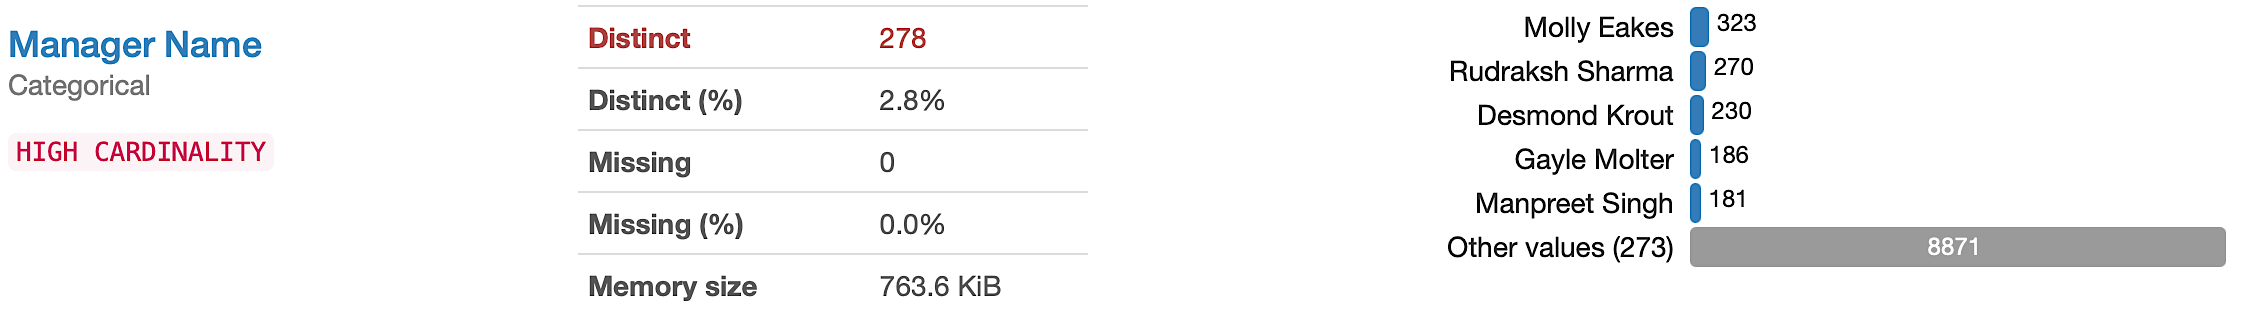 Manager Name
Categorical
HIGH CARDINALITY
Distinct 278
Distinct (%) 2.8%
Missing 0
Missing (%) 0.0%
Memory size 763.6 KiB
Molly Eakes 323
Rudraksh Sharma 270
Desmond Krout 230
Gayle Molter 186
Manpreet Singh 181
Other values (273) 8871